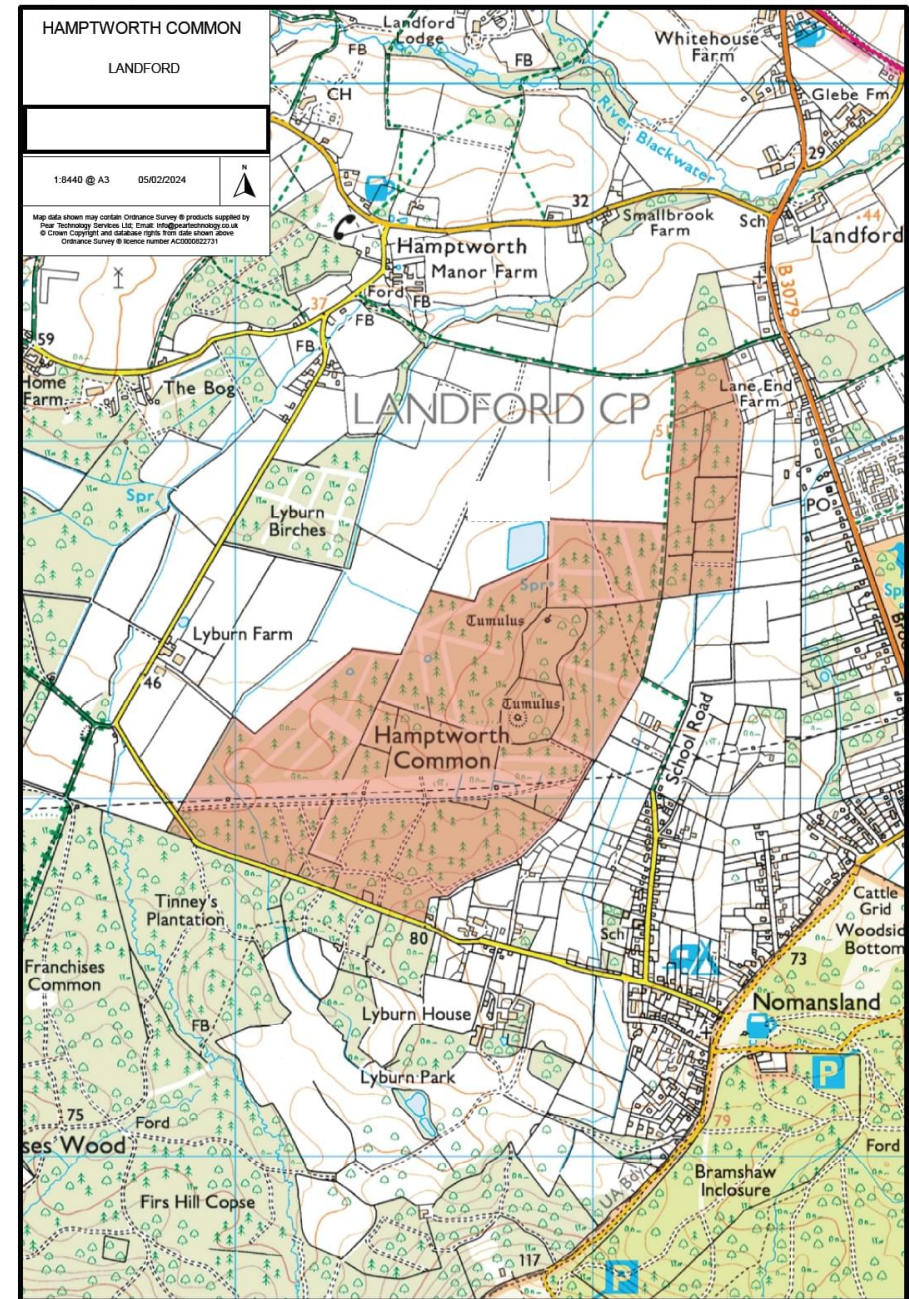 HAMPTWORTH COMMON
LANDFORD
1:8440 @ A3 05/02/2024
N
Map data shown may contain Ordnance Survey ® products supplied by
Pear Technology Services Ltd; Email: info@peartechnology.co.uk
© Crown Copyright and database rights from date shown above
Ordnance Survey ® licence number AC0000822731
Landford
Lodge
FB
FB
CH
Whitehouse
Farm
Glebe Fm
River Blackwater
29
32
Smallbrook
Farm
Sch
44
Landford
Hamptworth
Manor Farm
Ford
FB
FB
FB
37
B 3079
59
Home
Farm
The Bog
LANDFORD CP
Lane End
Farm
Spr
Lyburn
Birches
PO
Spr
Spr
Tumulus
Lyburn Farm
46
Tumulus
Hamptworth
Common
School Road
Tinney's
Plantation
80
Sch
Cattle
Grid
Woodsid
Bottom
73
Franchises
Common
Nomansland
Lyburn House
FB
Lyburn Park
P
75
Ford
ses Wood
79
Ford
Bramshaw
Inclosure
UA Bdy
Firs Hill Copse
117
P